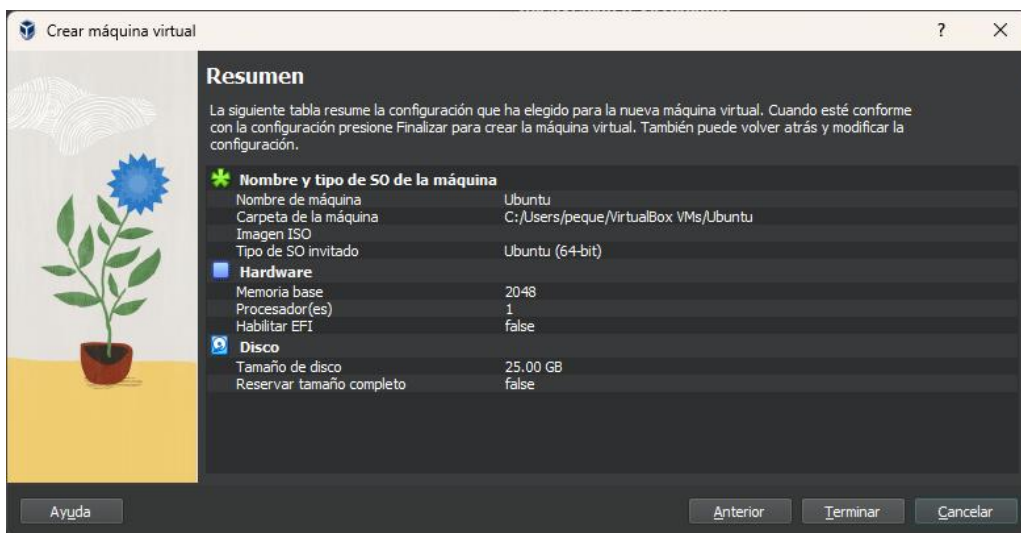 Crear máquina virtual
?
Resumen
La siguiente tabla resume la configuración que ha elegido para la nueva máquina virtual. Cuando esté conforme
con la configuración presione Finalizar para crear la máquina virtual. También puede volver atrás y modificar la
configuración.
Nombre y tipo de SO de la máquina
Nombre de máquina Ubuntu
Carpeta de la máquina C:/Users/peque/VirtualBox VMs/Ubuntu
Imagen ISO
Tipo de SO invitado Ubuntu (64-bit)
Hardware
Memoria base 2048
Procesador(es) 1
Habilitar EFI false
Disco
Tamaño de disco 25.00 GB
Reservar tamaño completo false
Ayuda Anterior Terminar Cancelar